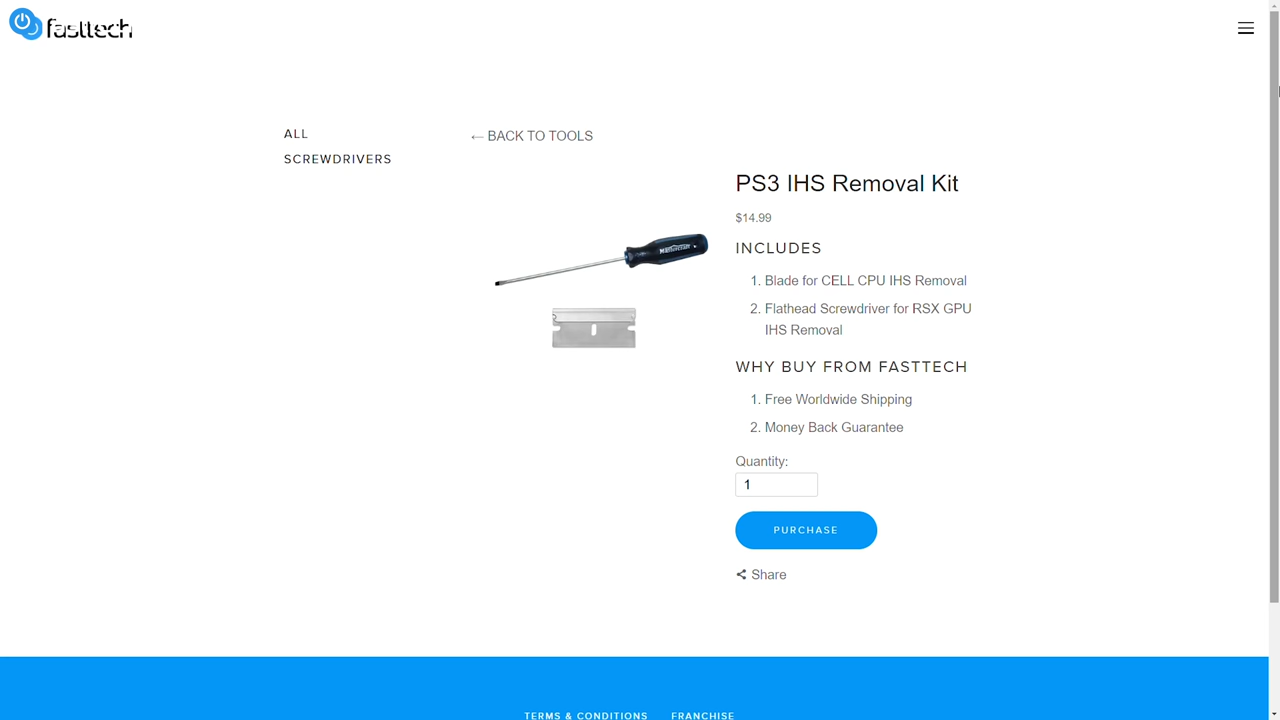 fasttech
ALL
SCREWDRIVERS
← BACK TO TOOLS
PS3 IHS Removal Kit
$14.99
INCLUDES
1. Blade for CELL CPU IHS Removal
2. Flathead Screwdriver for RSX GPU
IHS Removal
WHY BUY FROM FASTTECH
1. Free Worldwide Shipping
2. Money Back Guarantee
Quantity:
1
PURCHASE
Share
TERMS & CONDITIONS
FRANCHISE